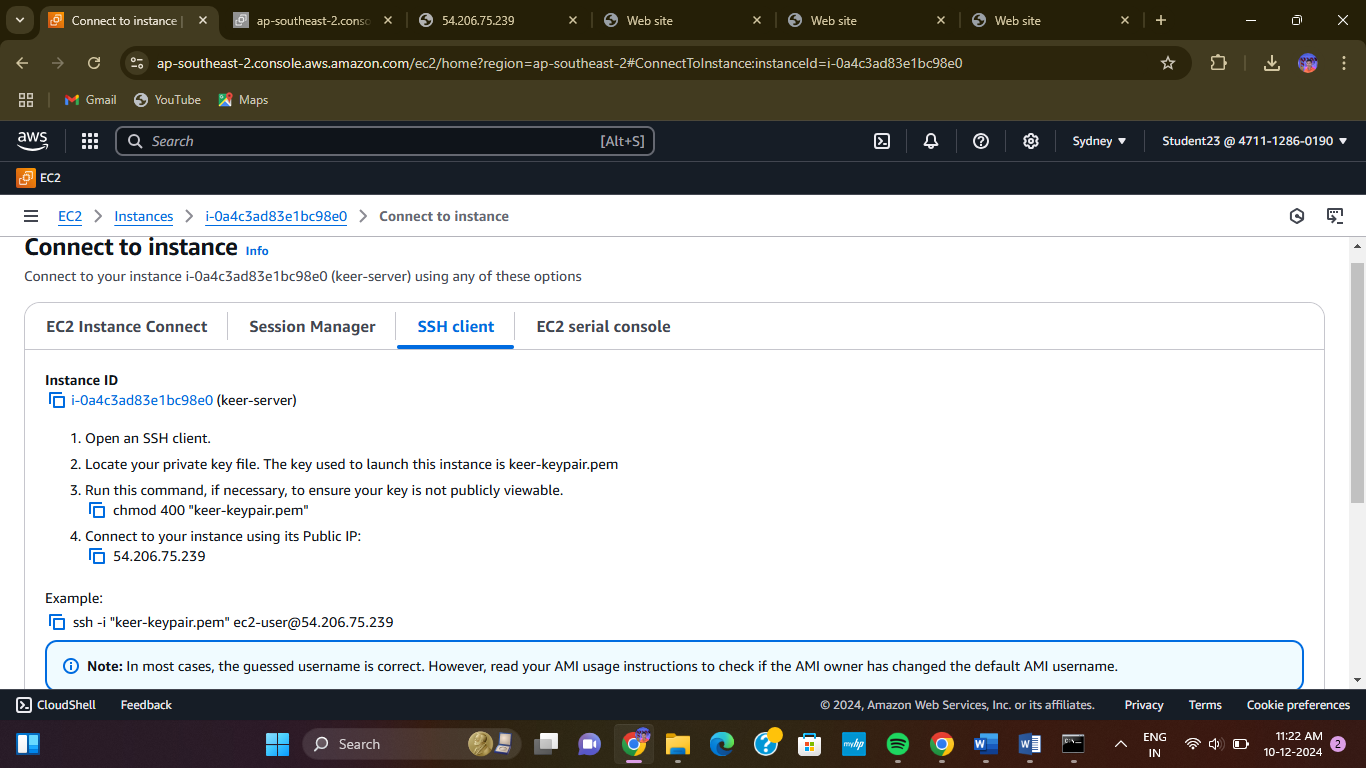 Connect to instance |
ap-southeast-2.conso
54.206.75.239
Web site
Web site
Web site
ap-southeast-2.console.aws.amazon.com/ec2/home?region=ap-southeast-2#ConnectToInstance:instanceId=i-0a4c3ad83e1bc98e0
Gmail
YouTube
Maps
aws
Search
[Alt+S]
Sydney
Student23 @ 4711-1286-0190
EC2
EC2 > Instances > i-0a4c3ad83e1bc98e0 > Connect to instance
Connect to instance Info
Connect to your instance i-0a4c3ad83e1bc98e0 (keer-server) using any of these options
EC2 Instance Connect
Session Manager
SSH client
EC2 serial console
Instance ID
i-0a4c3ad83e1bc98e0 (keer-server)
1. Open an SSH client.
2. Locate your private key file. The key used to launch this instance is keer-keypair.pem
3. Run this command, if necessary, to ensure your key is not publicly viewable.
chmod 400 "keer-keypair.pem"
4. Connect to your instance using its Public IP:
54.206.75.239
Example:
ssh -i "keer-keypair.pem" ec2-user@54.206.75.239
Note: In most cases, the guessed username is correct. However, read your AMI usage instructions to check if the AMI owner has changed the default AMI username.
CloudShell
Feedback
© 2024, Amazon Web Services, Inc. or its affiliates.
Privacy
Terms
Cookie preferences
Search
myhp
ENG
IN
11:22 AM
10-12-2024
2